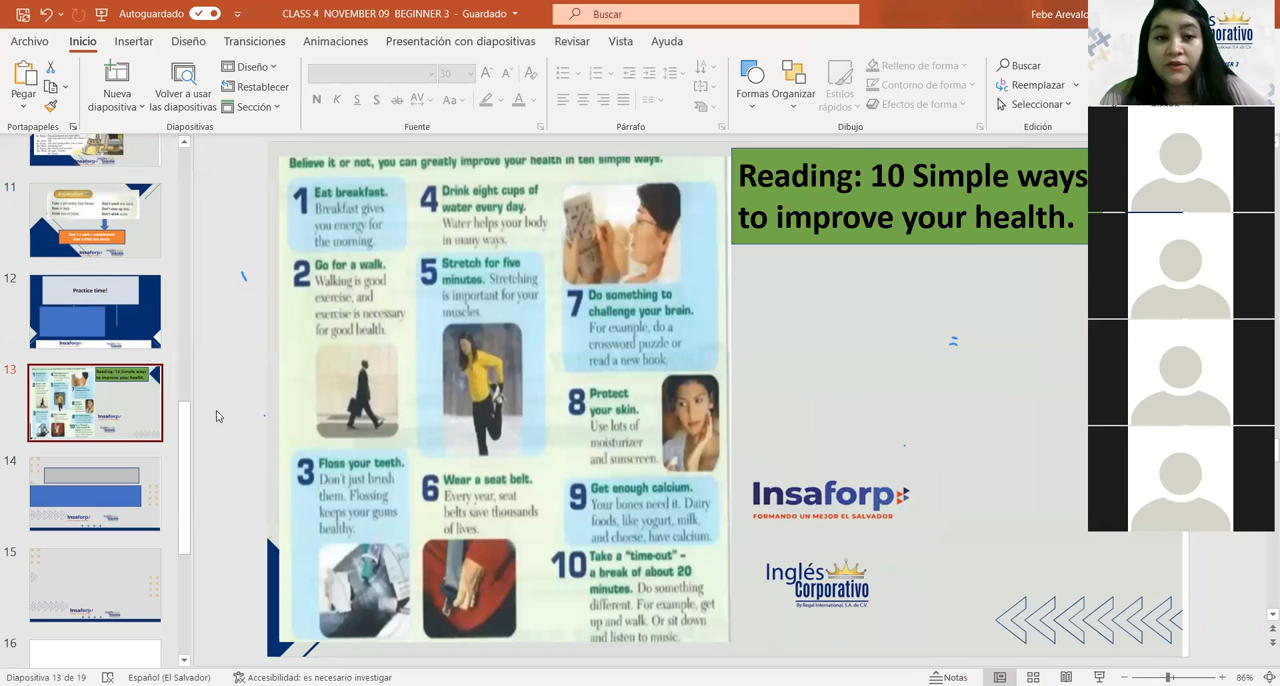 Autoguardado
CLASS 4 NOVEMBER 09 BEGINNER 3 - Guardado
Buscar
Febe Arevalo
Archivo
Inicio
Insertar
Diseño
Transiciones
Animaciones
Presentación con diapositivas
Revisar
Vista
Ayuda
Pegar
Nueva
diapositiva
Volver a usar
las diapositivas
Diseño
Restablecer
Sección
30
N K S S ab AV Aa
Formas
Organizar
Estilos
rápidos
Relleno de forma
Contorno de forma
Efectos de forma
Buscar
Reemplazar
Seleccionar
Portapapeles
Diapositivas
Fuente
Párrafo
Dibujo
Edición
11
12
Practice time!
13
14
15
16
Believe it or not, you can greatly improve your health in ten simple ways.
1 Eat breakfast.
Breakfast gives
you energy for
the morning.
2 Go for a walk.
Walking is good
exercise, and
exercise is necessary
for good health.
3 Floss your teeth.
Don't just brush
them. Flossing
keeps your gums
healthy.
4 Drink eight cups of
water every day.
Water helps your body
in many ways.
5 Stretch for five
minutes. Stretching
is important for your
muscles.
6 Wear a seat belt.
Every year, seat
belts save thousands
of lives.
7 Do something to
challenge your brain.
For example, do a
crossword puzzle or
read a new book.
8 Protect
your skin.
Use lots of
moisturizer
and sunscreen.
9 Get enough calcium.
Your bones need it. Dairy
foods, like yogurt, milk,
and cheese, have calcium.
10 Take a "time-out" –
a break of about 20
minutes. Do something
different. For example, get
up and walk. Or sit down
and listen to music.
Reading: 10 Simple ways
to improve your health.
Insaforp
FORMANDO UN MEJOR EL SALVADOR
Inglés
Corporativo
By Regal International, S.A. de C.V.
Diapositiva 13 de 19
Español (El Salvador)
Accesibilidad: es necesario investigar
Notas
86%